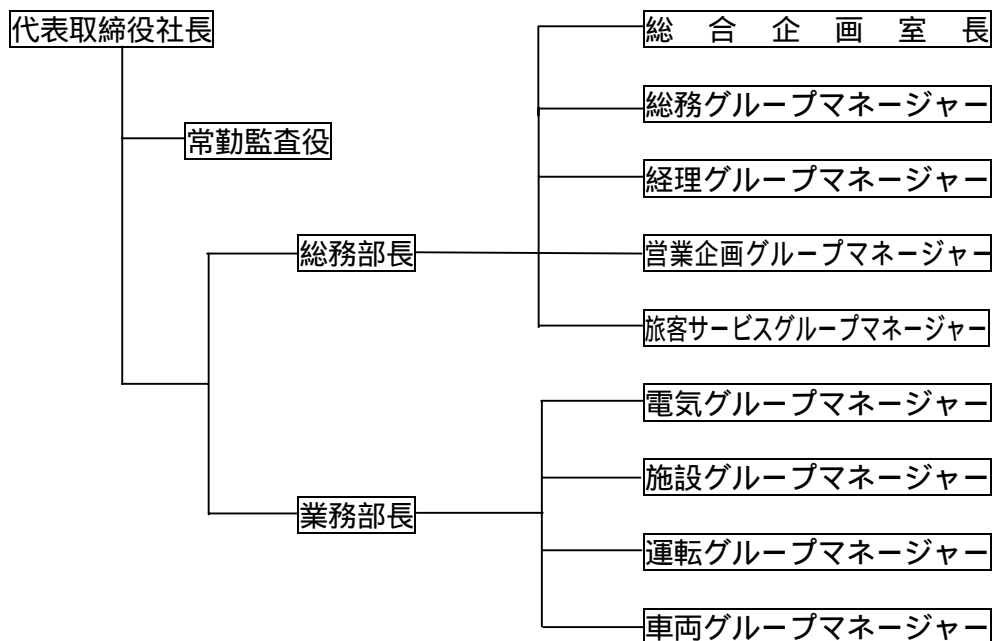 代表取締役社長
常勤監査役
総務部長
総合企画室長
総務グループマネージャー
経理グループマネージャー
営業企画グループマネージャー
旅客サービスグループマネージャー
業務部長
電気グループマネージャー
施設グループマネージャー
運転グループマネージャー
車両グループマネージャー